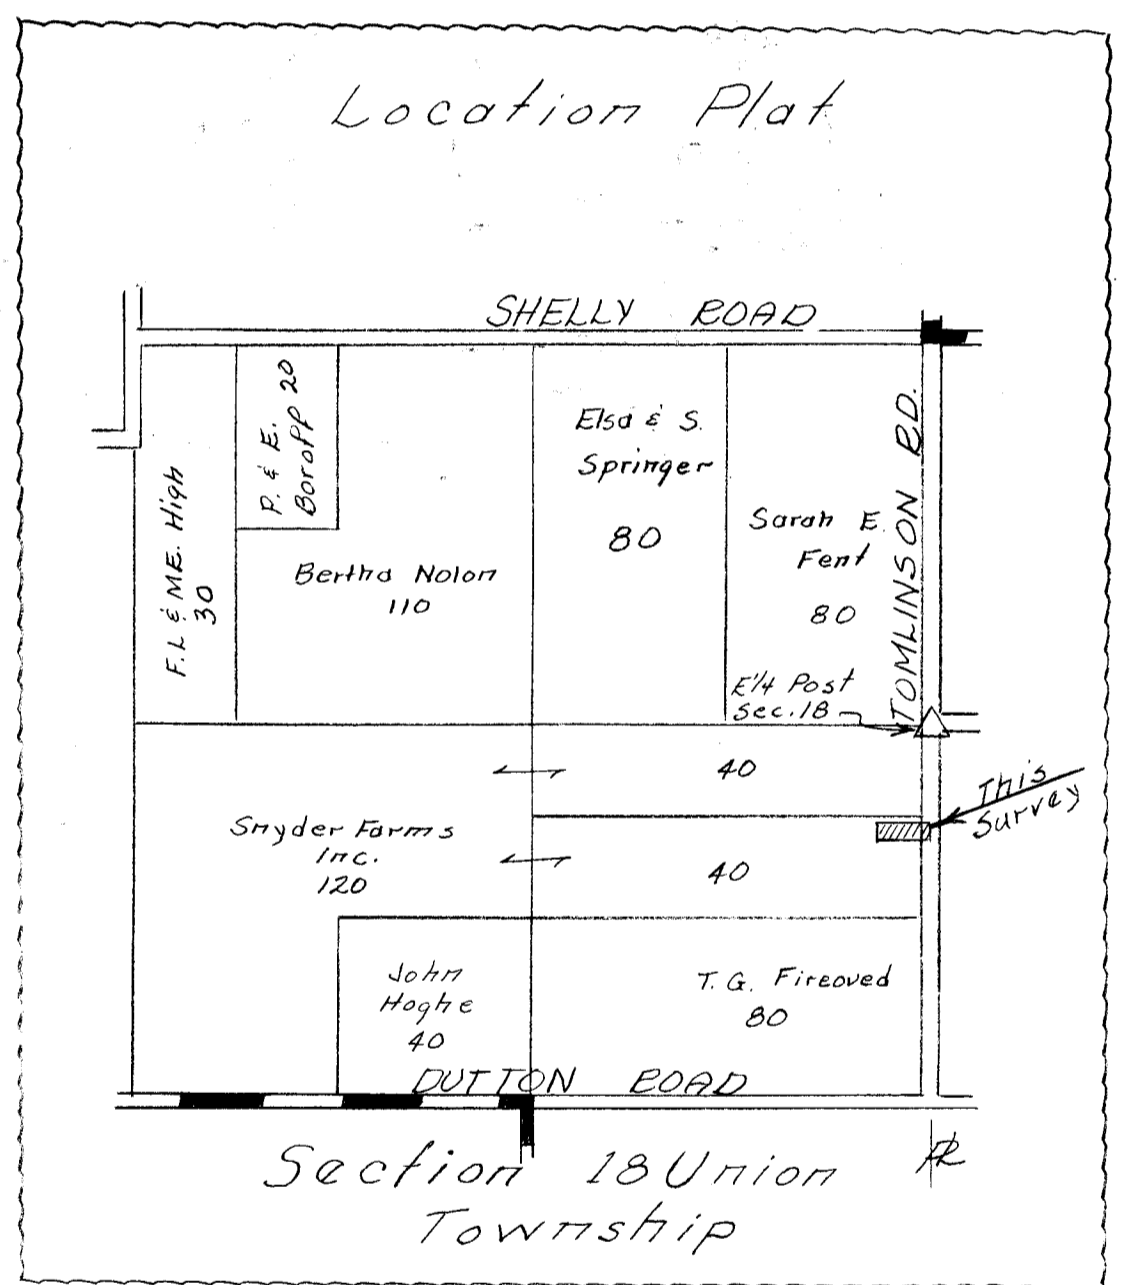 Location Plat
SHELLY ROAD
TOMLINSON RD.
F.L & M.E. High
30
P. & E.
Boroff 20
Bertha Nolon
110
Elsa & S.
Springer
80
Sarah E.
Fent
80
E1/4 Post
Sec. 18
40
This
Survey
Snyder Farms
Inc.
120
40
John
Hoghe
40
T. G. Fireoved
80
DUTTON ROAD
Section 18 Union
Township